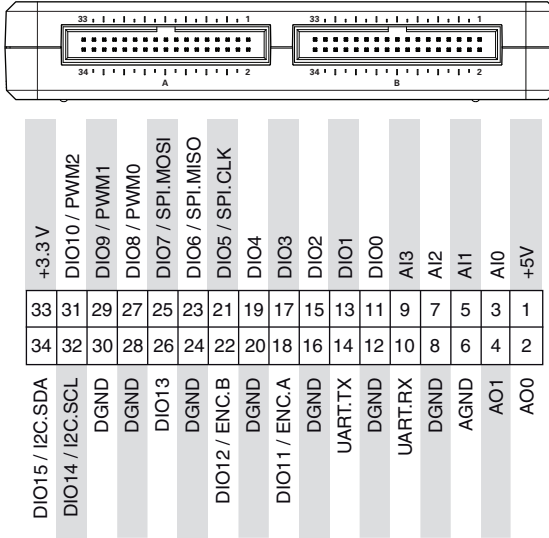 33 1 33 1
34 2 34 2
A B
+3.3 V
DIO10 / PWM2
DIO9 / PWM1
DIO8 / PWM0
DIO7 / SPI.MOSI
DIO6 / SPI.MISO
DIO5 / SPI.CLK
DIO4
DIO3
DIO2
DIO1
DIO0
AI3
AI2
AI1
AI0
+5V
33 31 29 27 25 23 21 19 17 15 13 11 9 7 5 3 1
34 32 30 28 26 24 22 20 18 16 14 12 10 8 6 4 2
DIO15 / I2C.SDA
DIO14 / I2C.SCL
DGND
DGND
DIO13
DGND
DIO12 / ENC.B
DGND
DIO11 / ENC.A
DGND
UART.TX
DGND
UART.RX
DGND
AGND
AO1
AO0